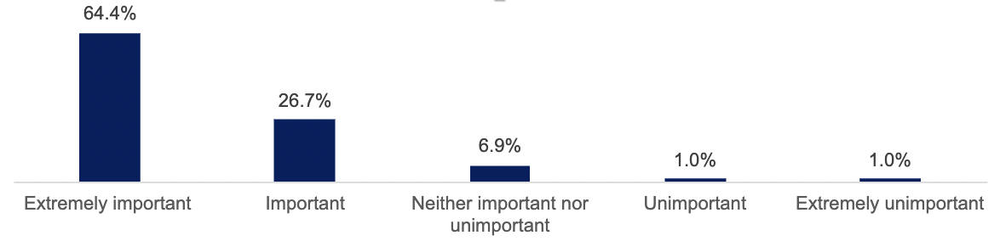 64.4%
26.7%
6.9%
1.0%
1.0%
Extremely important
Important
Neither important nor
unimportant
Unimportant
Extremely unimportant